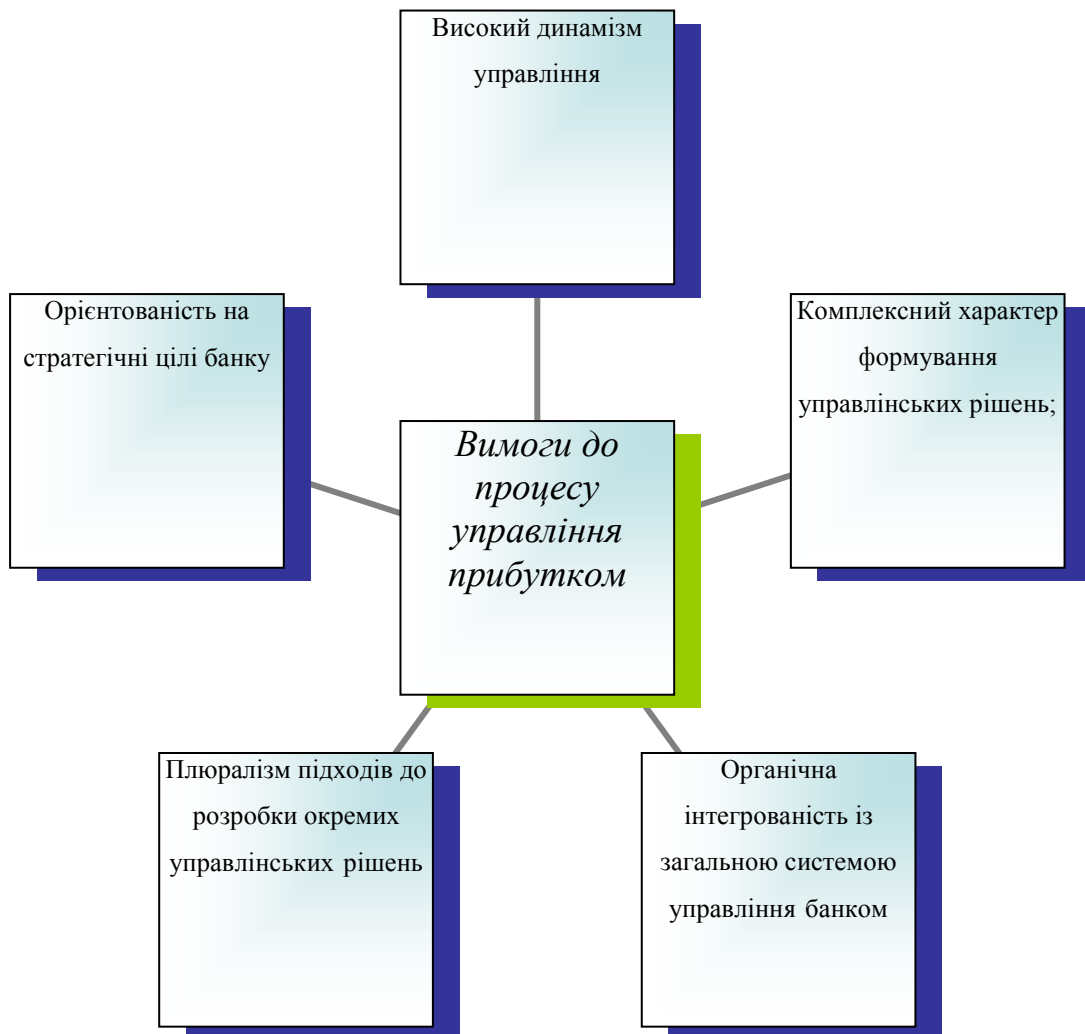 Високий динамізм
управління
Орієнтованість на
стратегічні цілі банку
Комплексний характер
формування
управлінських рішень;
Вимоги до
процесу
управління
прибутком
Плюралізм підходів до
розробки окремих
управлінських рішень
Органічна
інтегрованість із
загальною системою
управління банком